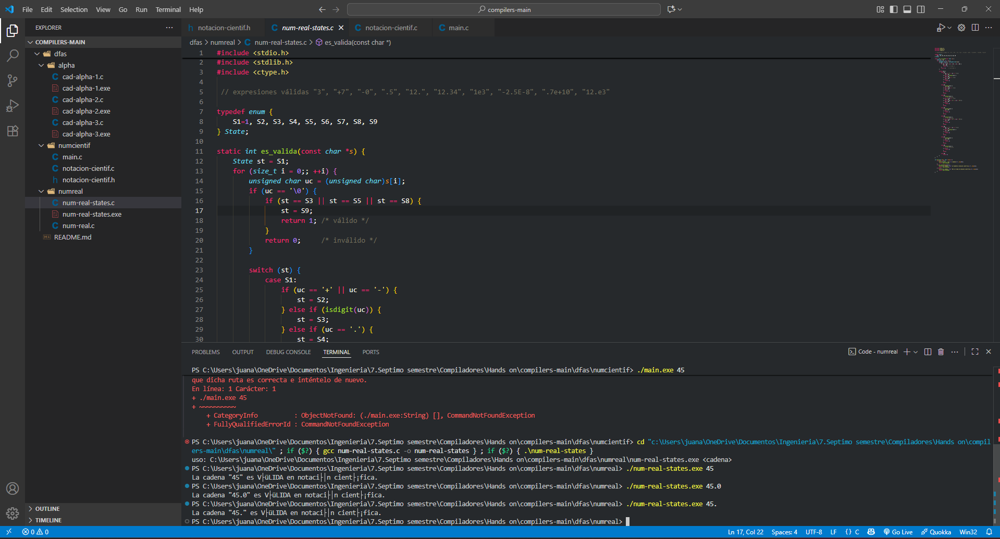 File Edit Selection View Go Run Terminal Help
compilers-main
EXPLORER
COMPILERS-MAIN
dfas
alpha
cad-alpha-1.c
cad-alpha-1.exe
cad-alpha-2.c
cad-alpha-2.exe
cad-alpha-3.c
cad-alpha-3.exe
numcientif
main.c
notacion-cientif.c
notacion-cientif.h
numreal
num-real-states.c
num-real-states.exe
num-real.c
README.md
OUTLINE
TIMELINE
notacion-cientif.h num-real-states.c notacion-cientif.c main.c
dfas > numreal > num-real-states.c > es_valida(const char *)
1 #include <stdio.h>
2 #include <stdlib.h>
3 #include <ctype.h>
4
5 // expresiones válidas "3", "+7", "-0", ".5", "12.", "12.34", "1e3", "-2.5E-8", ".7e+10", "12.e3"
6
7 typedef enum {
8 S1=1, S2, S3, S4, S5, S6, S7, S8, S9
9 } State;
10
11 static int es_valida(const char *s) {
12 State st = S1;
13 for (size_t i = 0;; ++i) {
14 unsigned char uc = (unsigned char)s[i];
15 if (uc == '\0') {
16 if (st == S3 || st == S5 || st == S8) {
17 st = S9;
18 return 1; /* válido */
19 }
20 return 0; /* inválido */
21 }
22
23 switch (st) {
24 case S1:
25 if (uc == '+' || uc == '-') {
26 st = S2;
27 } else if (isdigit(uc)) {
28 st = S3;
29 } else if (uc == '.') {
30 st = S4;
PROBLEMS OUTPUT DEBUG CONSOLE TERMINAL PORTS
Code - numreal
PS C:\Users\juana\OneDrive\Documentos\Ingenieria\7.Septimo semestre\Compiladores\Hands on\compilers-main\dfas\numcientif> ./main.exe 45
que dicha ruta es correcta e inténtelo de nuevo.
En línea: 1 Carácter: 1
+ ./main.exe 45
+ ~~~~~~~~~~
+ CategoryInfo : ObjectNotFound: (./main.exe:String) [], CommandNotFoundException
+ FullyQualifiedErrorId : CommandNotFoundException
PS C:\Users\juana\OneDrive\Documentos\Ingenieria\7.Septimo semestre\Compiladores\Hands on\compilers-main\dfas\numcientif> cd "c:\Users\juana\OneDrive\Documentos\Ingenieria\7.Septimo semestre\Compiladores\Hands on\compil
ers-main\dfas\numreal\" ; if ($?) { gcc num-real-states.c -o num-real-states } ; if ($?) { .\num-real-states }
uso: C:\Users\juana\OneDrive\Documentos\Ingenieria\7.Septimo semestre\Compiladores\Hands on\compilers-main\dfas\numreal\num-real-states.exe <cadena>
PS C:\Users\juana\OneDrive\Documentos\Ingenieria\7.Septimo semestre\Compiladores\Hands on\compilers-main\dfas\numreal> ./num-real-states.exe 45
La cadena "45" es V├üLIDA en notaci├│n cient├¡fica.
PS C:\Users\juana\OneDrive\Documentos\Ingenieria\7.Septimo semestre\Compiladores\Hands on\compilers-main\dfas\numreal> ./num-real-states.exe 45.0
La cadena "45.0" es V├üLIDA en notaci├│n cient├¡fica.
PS C:\Users\juana\OneDrive\Documentos\Ingenieria\7.Septimo semestre\Compiladores\Hands on\compilers-main\dfas\numreal> ./num-real-states.exe 45.
La cadena "45." es V├üLIDA en notaci├│n cient├¡fica.
PS C:\Users\juana\OneDrive\Documentos\Ingenieria\7.Septimo semestre\Compiladores\Hands on\compilers-main\dfas\numreal>
0 0 Ln 17, Col 22 Spaces: 4 UTF-8 LF {} C Go Live Quokka Win32